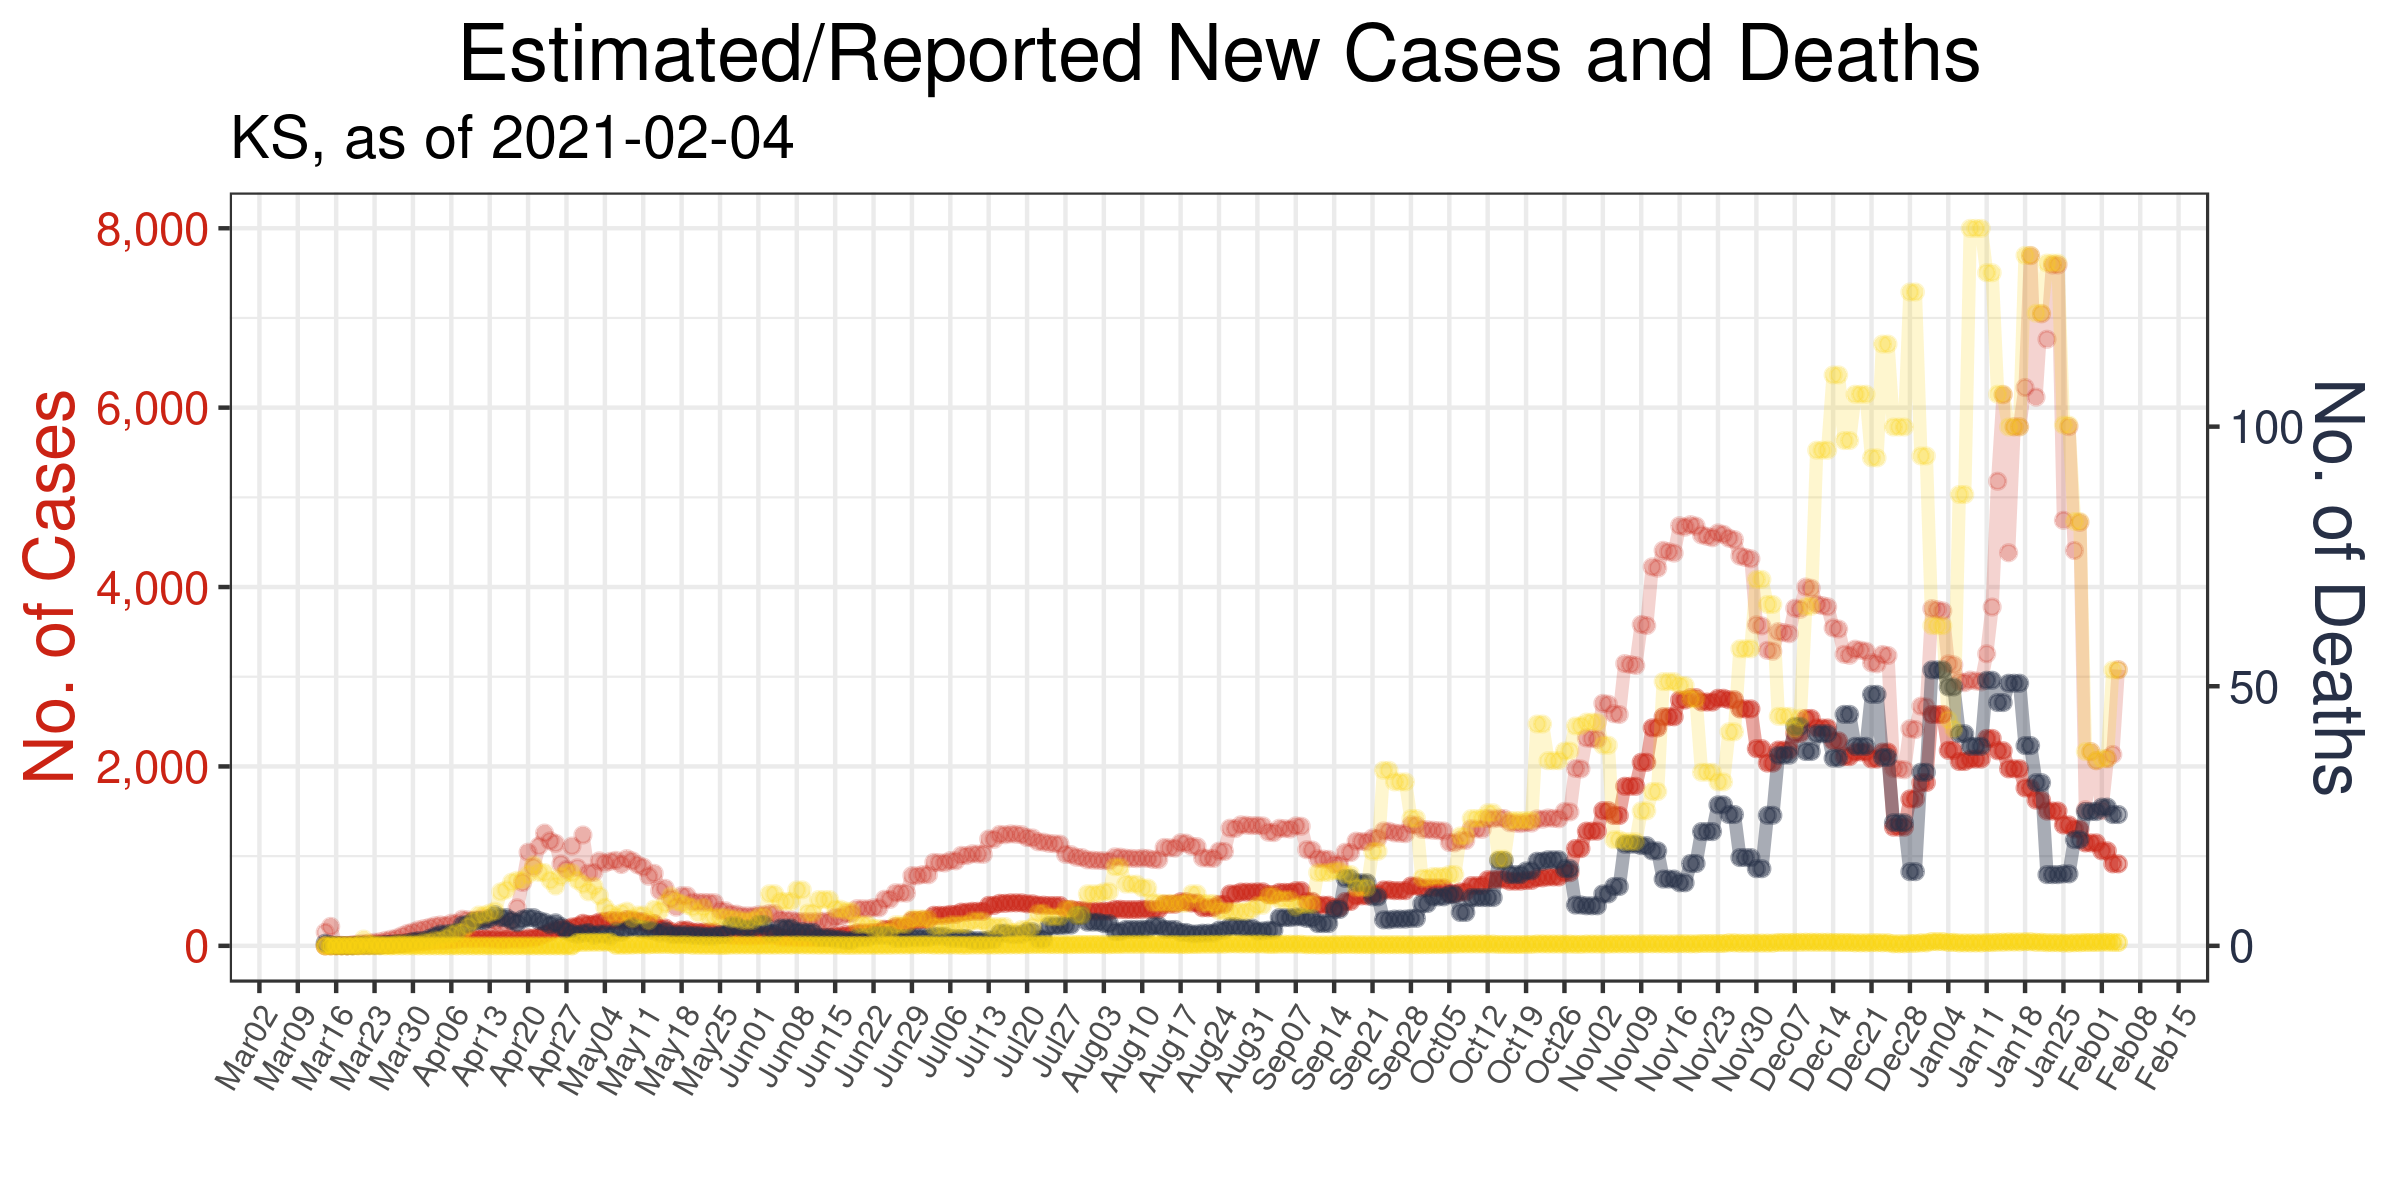 Estimated/Reported New Cases and Deaths
KS, as of 2021-02-04
No. of Cases
8,000
6,000
4,000
2,000
0
100
50
0
No. of Deaths
Mar02
Mar09
Mar16
Mar23
Mar30
Apr06
Apr13
Apr20
Apr27
May04
May11
May18
May25
Jun01
Jun08
Jun15
Jun22
Jun29
Jul06
Jul13
Jul20
Jul27
Aug03
Aug10
Aug17
Aug24
Aug31
Sep07
Sep14
Sep21
Sep28
Oct05
Oct12
Oct19
Oct26
Nov02
Nov09
Nov16
Nov23
Nov30
Dec07
Dec14
Dec21
Dec28
Jan04
Jan11
Jan18
Jan25
Feb01
Feb08
Feb15